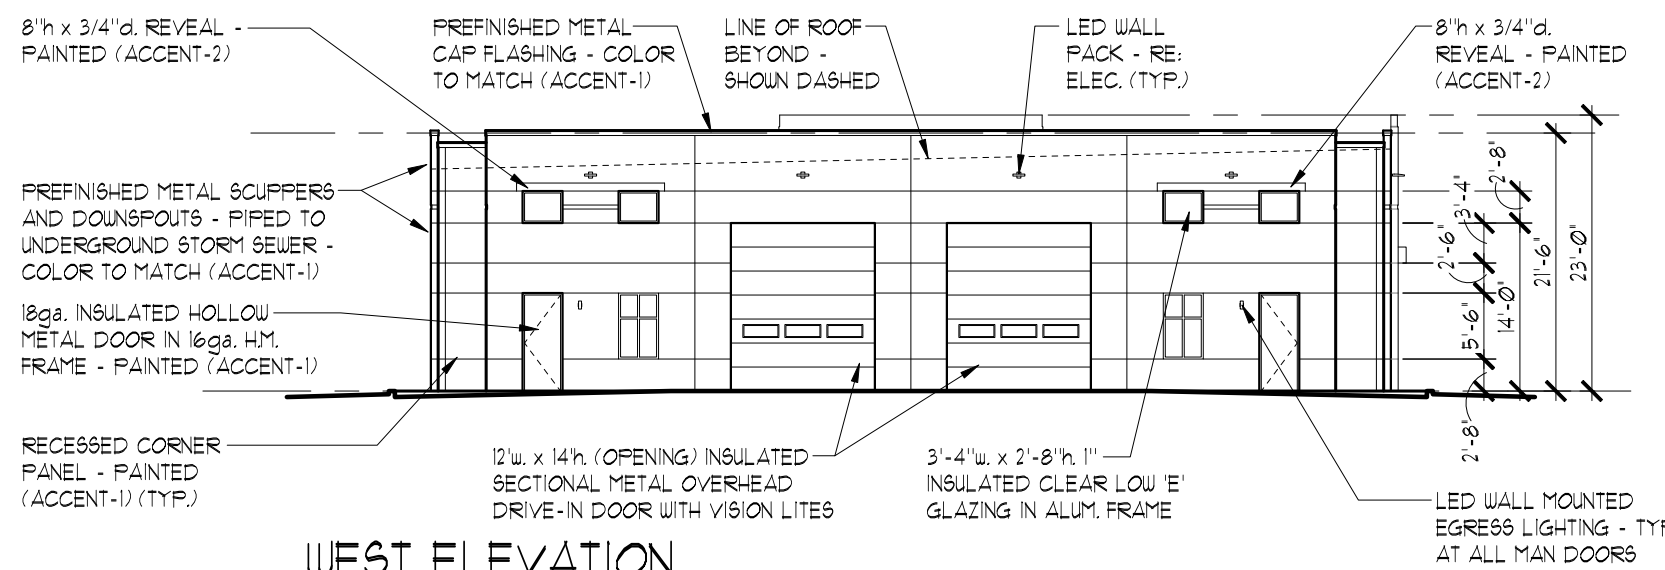 8"h x 3/4"d. REVEAL -
PAINTED (ACCENT-2)
PREFINISHED METAL
CAP FLASHING - COLOR
TO MATCH (ACCENT-1)
LINE OF ROOF
BEYOND -
SHOWN DASHED
LED WALL
PACK - RE:
ELEC. (TYP.)
8"h x 3/4"d.
REVEAL - PAINTED
(ACCENT-2)
PREFINISHED METAL SCUPPERS
AND DOWNSPOUTS - PIPED TO
UNDERGROUND STORM SEWER -
COLOR TO MATCH (ACCENT-1)
18ga. INSULATED HOLLOW
METAL DOOR IN 16ga. H.M.
FRAME - PAINTED (ACCENT-1)
RECESSED CORNER
PANEL - PAINTED
(ACCENT-1) (TYP.)
12'w. x 14'h. (OPENING) INSULATED
SECTIONAL METAL OVERHEAD
DRIVE-IN DOOR WITH VISION LITES
3'-4"w. x 2'-8"h. 1"
INSULATED CLEAR LOW 'E'
GLAZING IN ALUM. FRAME
LED WALL MOUNTED
EGRESS LIGHTING - TYP
AT ALL MAN DOORS
2'-6"
3'-4"
2'-8"
5'-6"
14'-0"
21'-6"
23'-0"
2'-8"
WEST ELEVATION